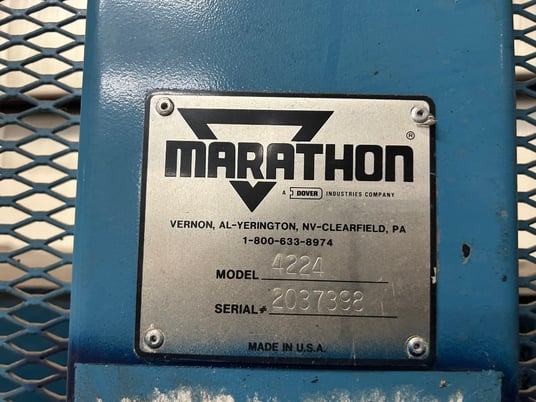 MARATHON ®
A DOVER INDUSTRIES COMPANY
VERNON, AL-YERINGTON, NV-CLEARFIELD, PA
1-800-633-8974
MODEL 4224
SERIAL# 2037398
MADE IN U.S.A.